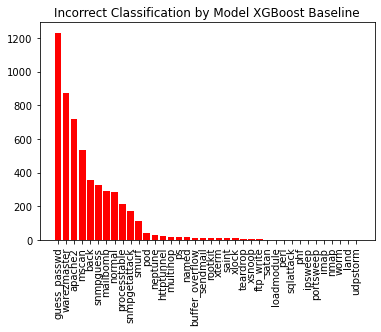 Incorrect Classification by Model XGBoost Baseline
1200
1000
800
600
400
200
0
guess_passwd
warezmaster
apache2
mscan
back
snmpguess
mailbomb
normal
processtable
snmpgetattack
smurf
pod
neptune
httptunnel
multihop
ps
named
buffer_overflow
sendmail
rootkit
xterm
saint
xlock
teardrop
xsnoop
ftp_write
satan
loadmodule
perl
sqlattack
phf
ipsweep
portsweep
imap
nmap
worm
land
udpstorm